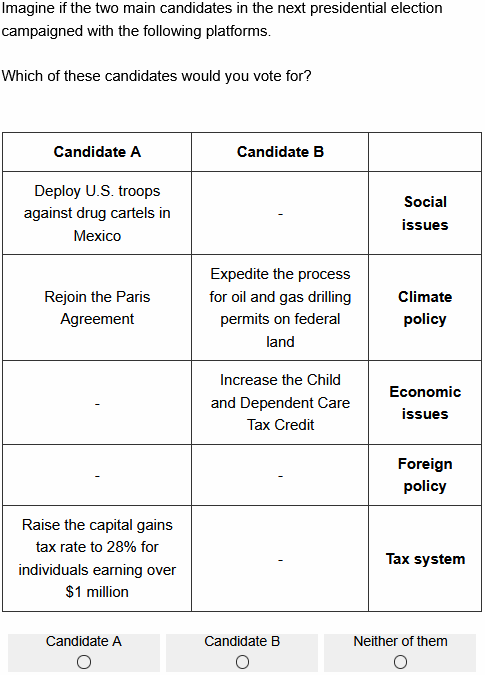 Imagine if the two main candidates in the next presidential election
campaigned with the following platforms.
Which of these candidates would you vote for?
Candidate A
Candidate B
Deploy U.S. troops
against drug cartels in
Mexico
-
Social
issues
Rejoin the Paris
Agreement
Expedite the process
for oil and gas drilling
permits on federal
land
Climate
policy
-
Increase the Child
and Dependent Care
Tax Credit
Economic
issues
-
-
Foreign
policy
Raise the capital gains
tax rate to 28% for
individuals earning over
$1 million
-
Tax system
Candidate A
Candidate B
Neither of them